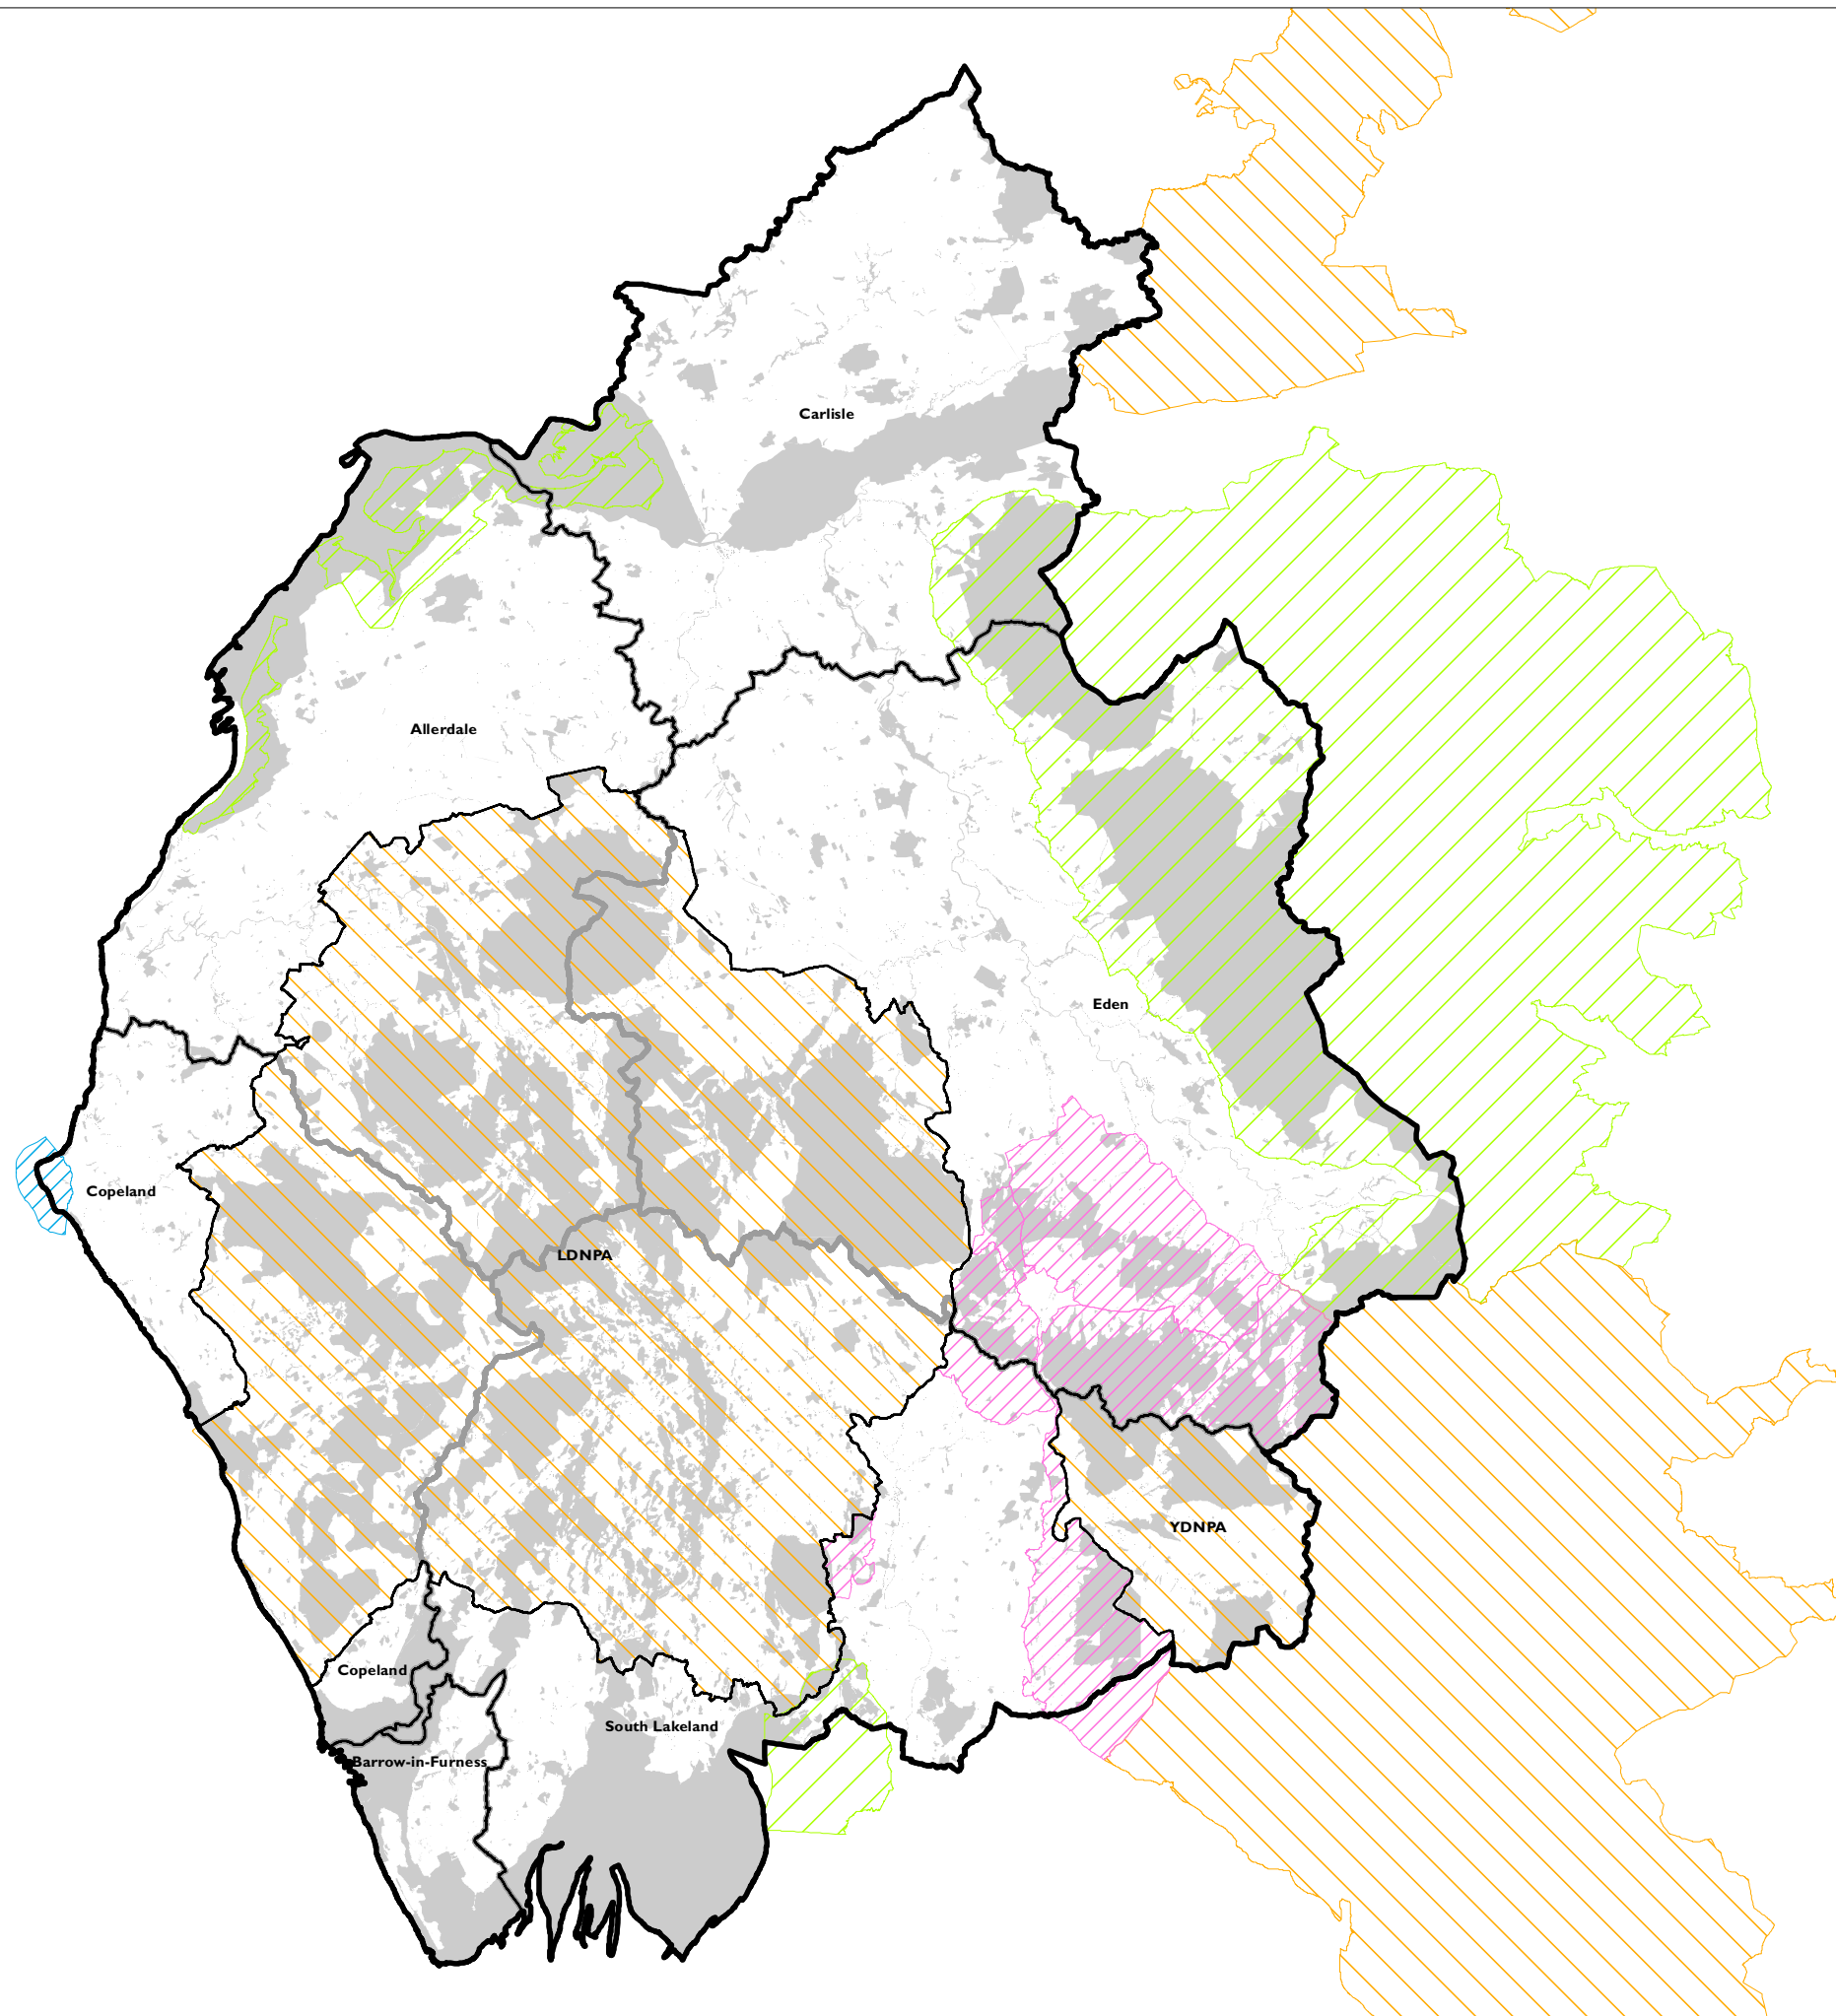 Carlisle
Allerdale
Eden
Copeland
LDNPA
YDNPA
Copeland
South Lakeland
Barrow-in-Furness